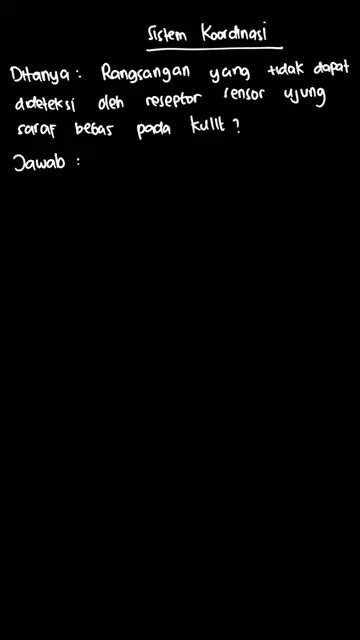 Sistem Koordinasi
Ditanya : Rangsangan yang tidak dapat
dideteksi oleh reseptor sensor ujung
saraf bebas pada kulit ?
Jawab :